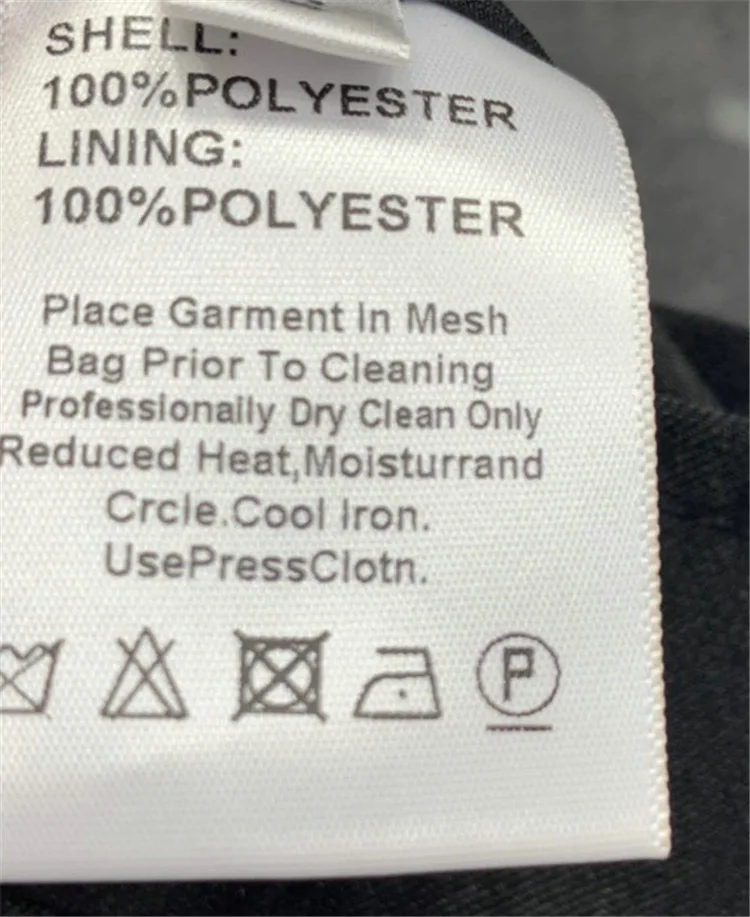 SHELL:
100%POLYESTER
LINING:
100%POLYESTER
Place Garment In Mesh
Bag Prior To Cleaning
Professionally Dry Clean Only
Reduced Heat,Moisturrand
Crcle.Cool Iron.
UsePressClotn.
P